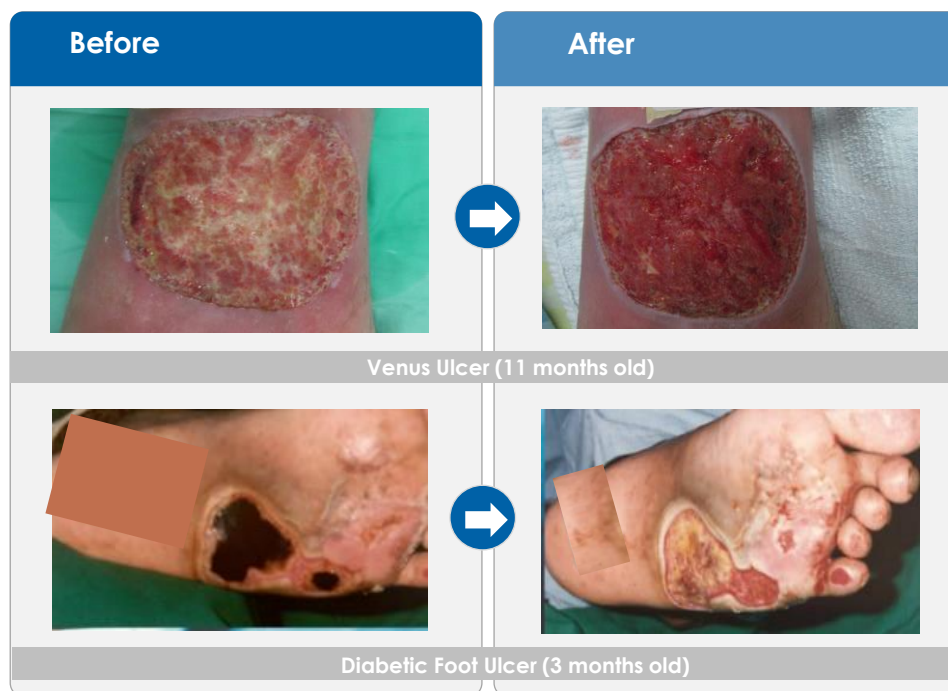 Before
After
Venus Ulcer (11 months old)
Diabetic Foot Ulcer (3 months old)